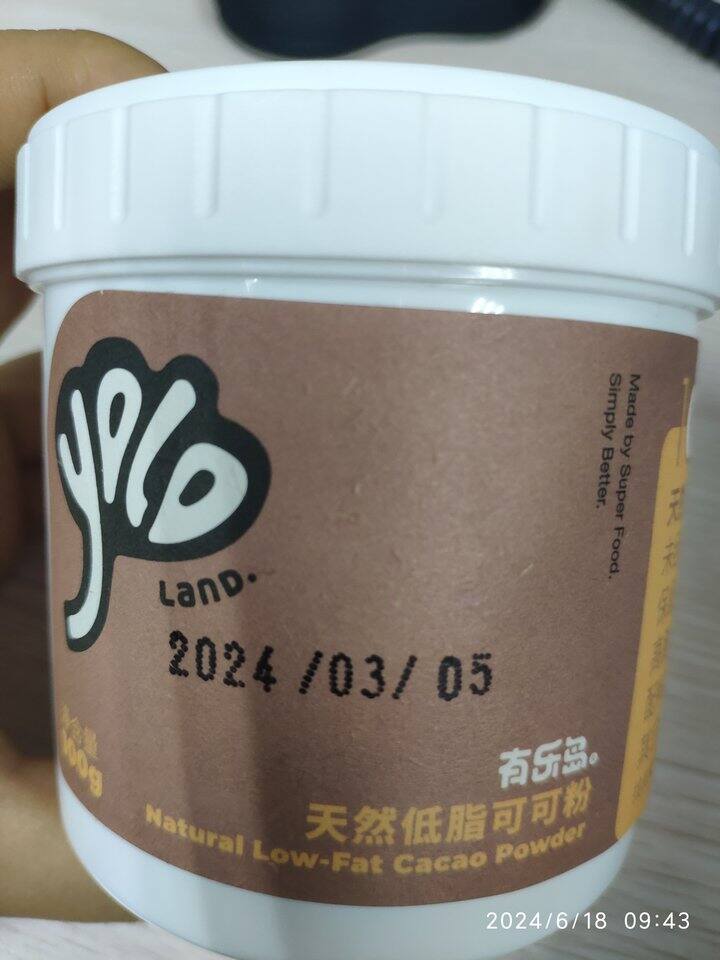 yolo
Land.
Made by Super Food.
Simply Better.
2024/03/05
有乐岛。
天然低脂可可粉
Natural Low-Fat Cacao Powder
2024/6/18 09:43